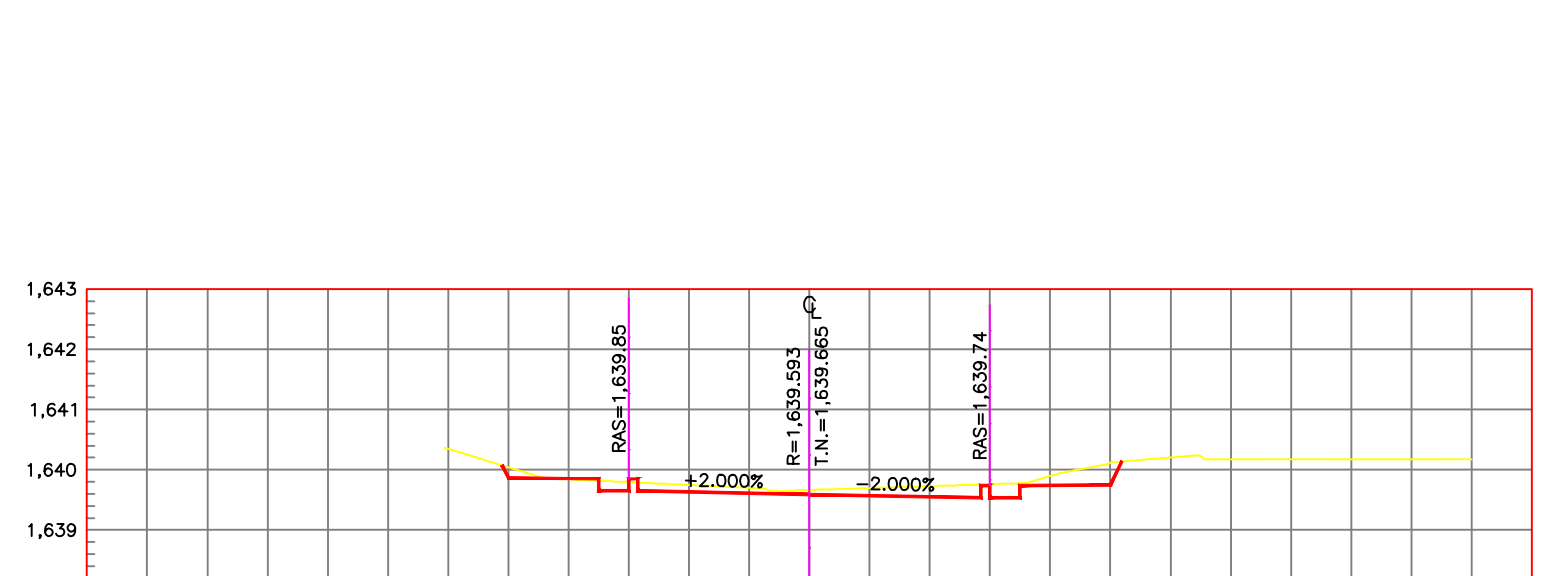 1,643
1,642
1,641
1,640
1,639
RAS=1,639.85
CL
R=1,639.593
T.N.=1,639.665
RAS=1,639.74
+2.000%
−2.000%